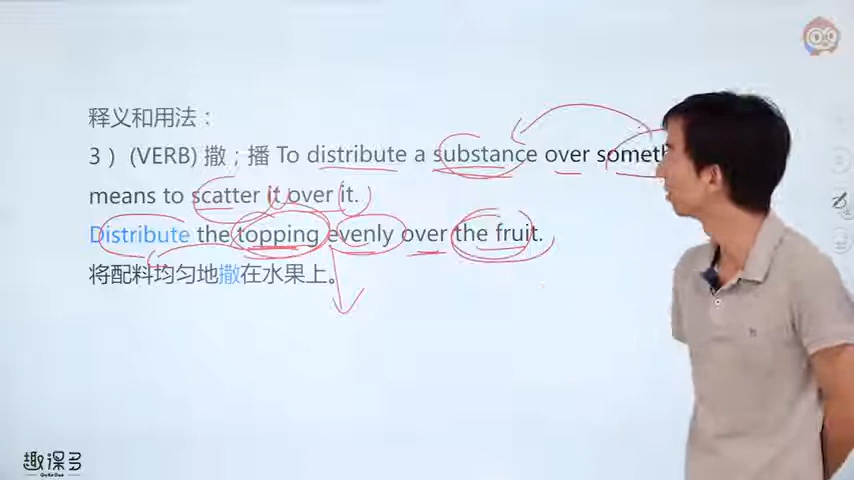 释义和用法：
3 ）(VERB) 撒；播 To distribute a substance over someth
means to scatter it over it.
Distribute the topping evenly over the fruit.
将配料均匀地撒在水果上。
趣课多